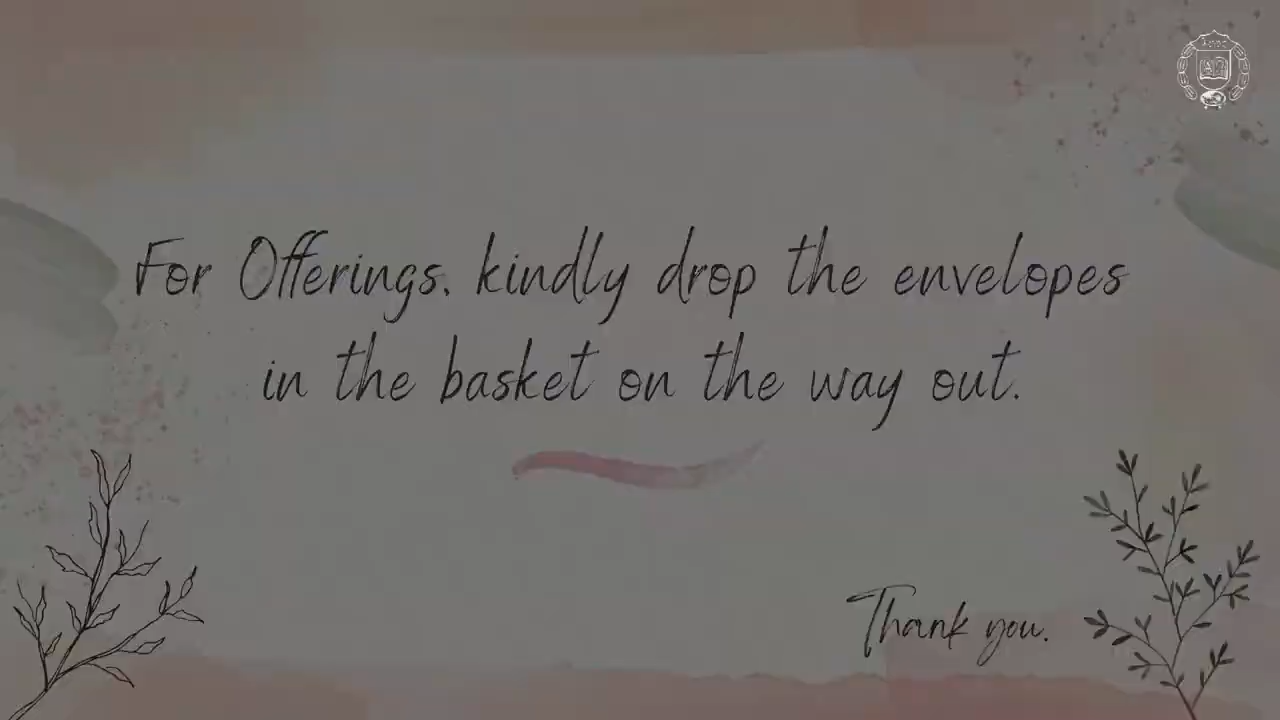 For Offerings, kindly drop the envelopes
in the basket on the way out.
Thank you.